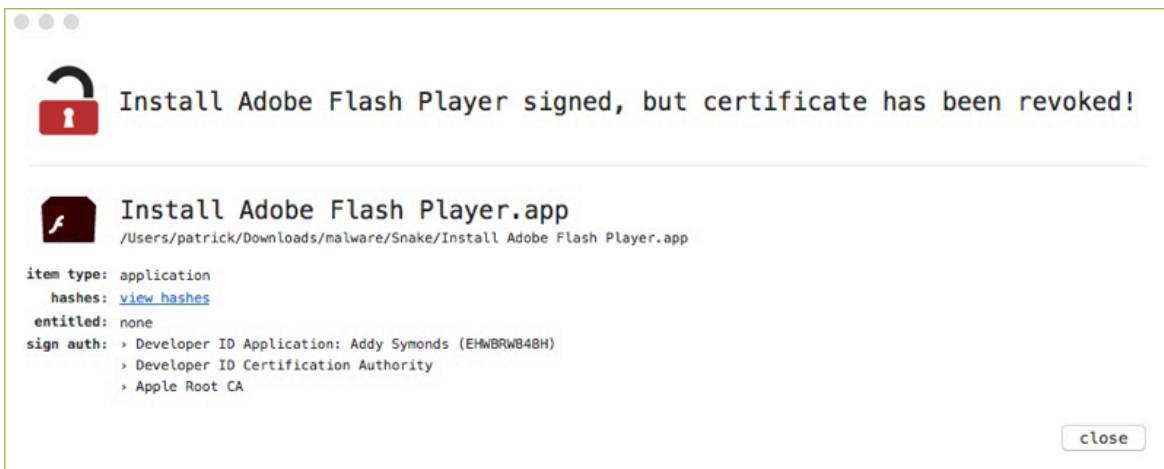 Install Adobe Flash Player signed, but certificate has been revoked!
Install Adobe Flash Player.app
/Users/patrick/Downloads/malware/Snake/Install Adobe Flash Player.app
item type: application
hashes: view hashes
entitled: none
sign auth: › Developer ID Application: Addy Symonds (EHWBRW848H)
› Developer ID Certification Authority
› Apple Root CA
close